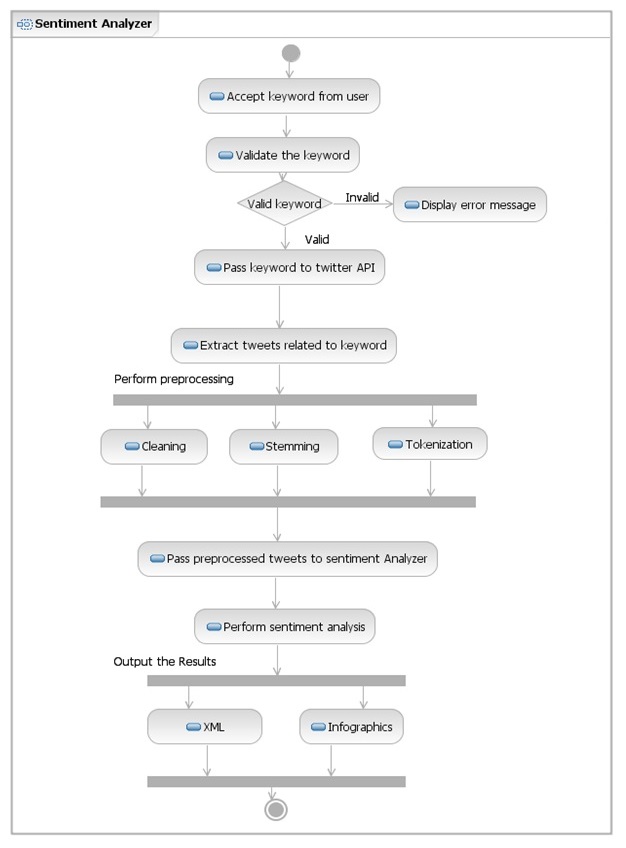 Sentiment Analyzer
Accept keyword from user
Validate the keyword
Valid keyword
Invalid
Display error message
Valid
Pass keyword to twitter API
Extract tweets related to keyword
Perform preprocessing
Cleaning
Stemming
Tokenization
Pass preprocessed tweets to sentiment Analyzer
Perform sentiment analysis
Output the Results
XML
Infographics